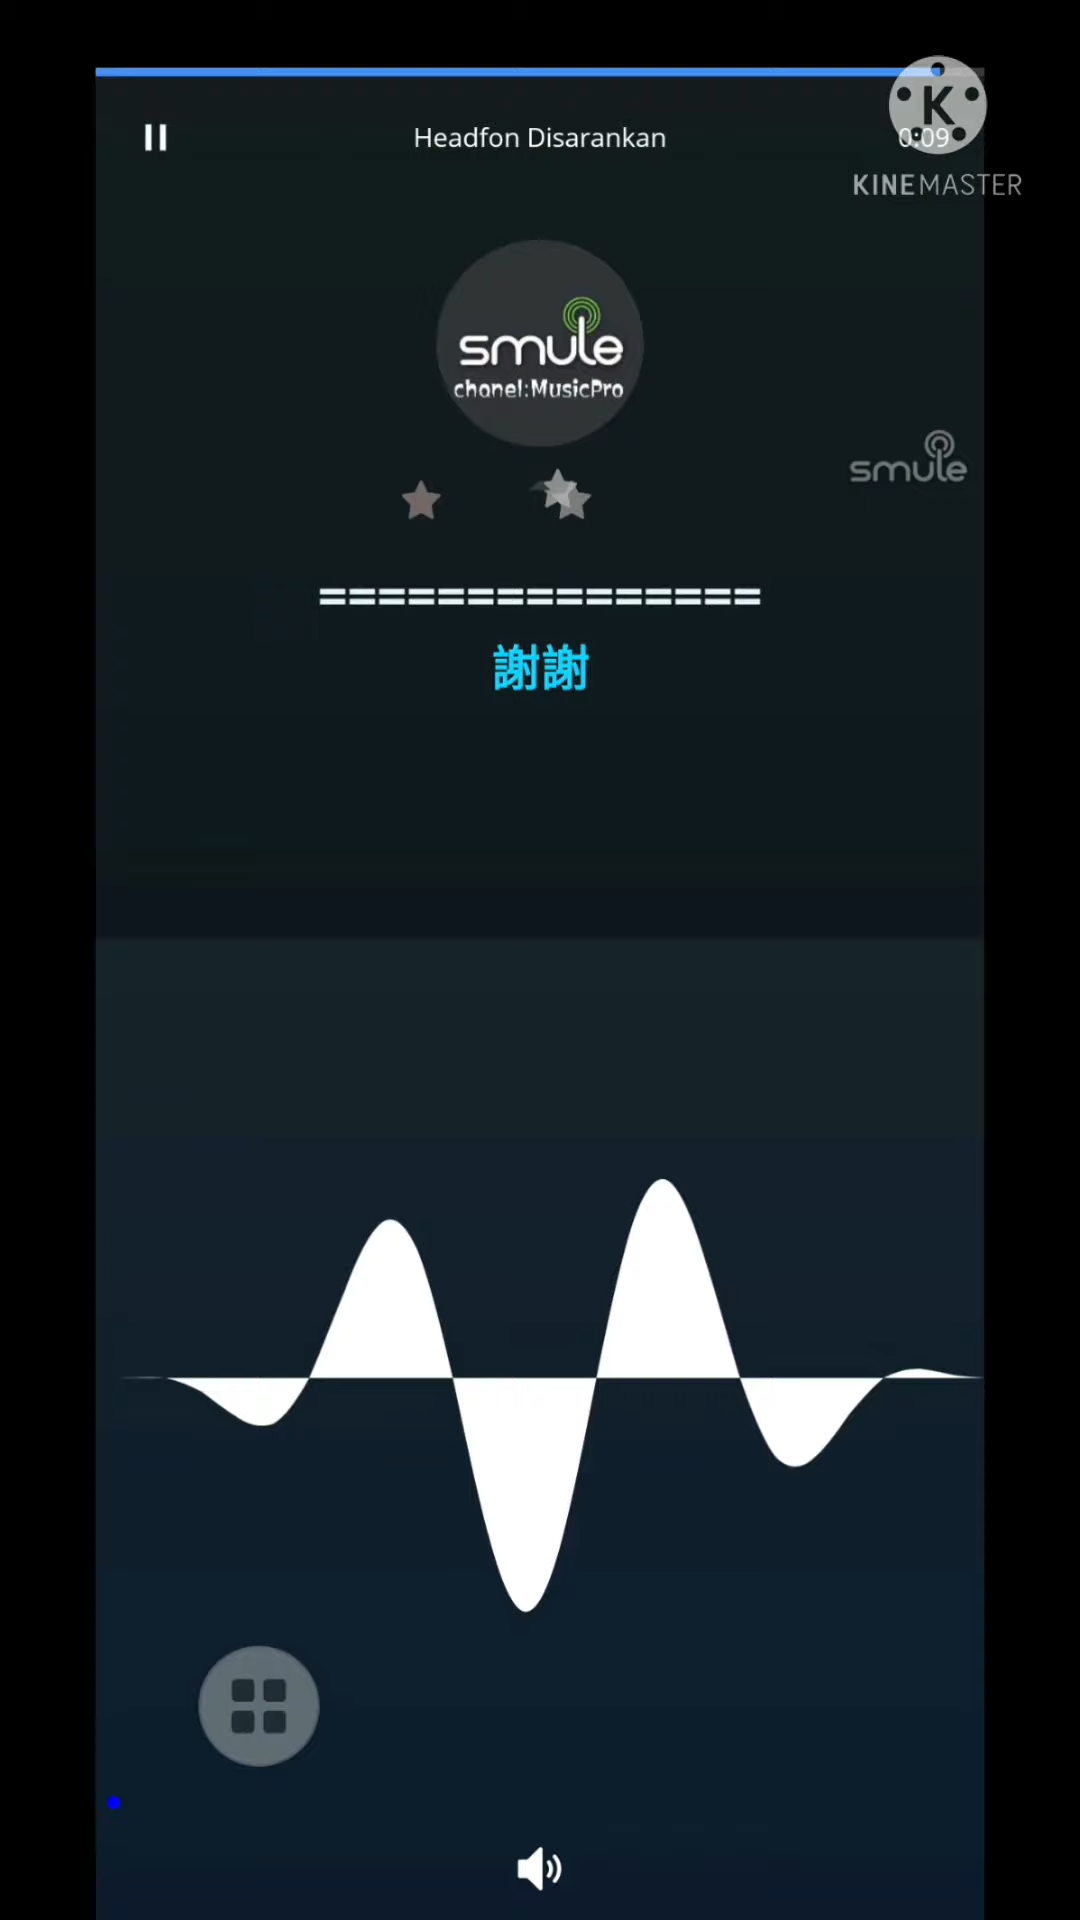 Headfon Disarankan
0:09
K
KINEMASTER
smule
chanel:MusicPro
smule
===============
謝謝